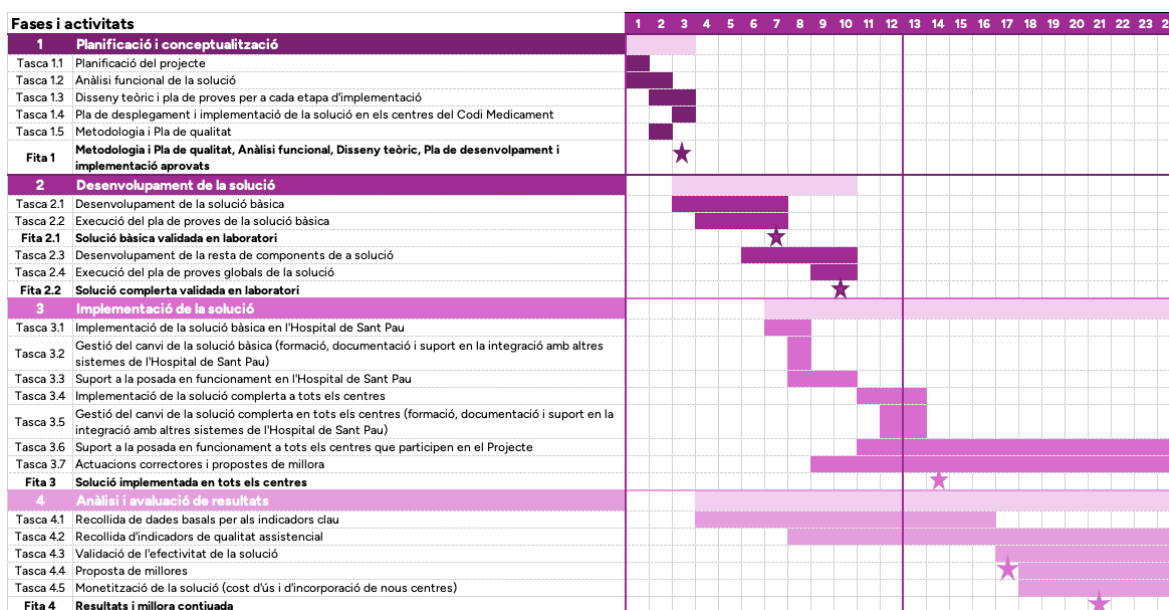 Fases i activitats 1 2 3 4 5 6 7 8 9 10 11 12 13 14 15 16 17 18 19 20 21 22 23
1 Planificació i conceptualització
Tasca 1.1 Planificació del projecte
Tasca 1.2 Anàlisi funcional de la solució
Tasca 1.3 Disseny teòric i pla de proves per a cada etapa d'implementació
Tasca 1.4 Pla de desplegament i implementació de la solució en els centres del Codi Medicament
Tasca 1.5 Metodologia i Pla de qualitat
Fita 1 Metodologia i Pla de qualitat, Anàlisi funcional, Disseny teòric, Pla de desenvolpament i
implementació aprovats
2 Desenvolupament de la solució
Tasca 2.1 Desenvolupament de la solució bàsica
Tasca 2.2 Execució del pla de proves de la solució bàsica
Fita 2.1 Solució bàsica validada en laboratori
Tasca 2.3 Desenvolupament de la resta de components de a solució
Tasca 2.4 Execució del pla de proves globals de la solució
Fita 2.2 Solució complerta validada en laboratori
3 Implementació de la solució
Tasca 3.1 Implementació de la solució bàsica en l'Hospital de Sant Pau
Tasca 3.2 Gestió del canvi de la solució bàsica (formació, documentació i suport en la integració amb altres
sistemes de l'Hospital de Sant Pau)
Tasca 3.3 Suport a la posada en funcionament en l'Hospital de Sant Pau
Tasca 3.4 Implementació de la solució complerta a tots els centres
Tasca 3.5 Gestió del canvi de la solució complerta en tots els centres (formació, documentació i suport en la
integració amb altres sistemes de l'Hospital de Sant Pau)
Tasca 3.6 Suport a la posada en funcionament a tots els centres que participen en el Projecte
Tasca 3.7 Actuacions correctores i propostes de millora
Fita 3 Solució implementada en tots els centres
4 Anàlisi i avaluació de resultats
Tasca 4.1 Recollida de dades basals per als indicadors clau
Tasca 4.2 Recollida d'indicadors de qualitat assistencial
Tasca 4.3 Validació de l'efectivitat de la solució
Tasca 4.4 Proposta de millores
Tasca 4.5 Monetització de la solució (cost d'ús i d'incorporació de nous centres)
Fita 4 Resultats i millora contiuada